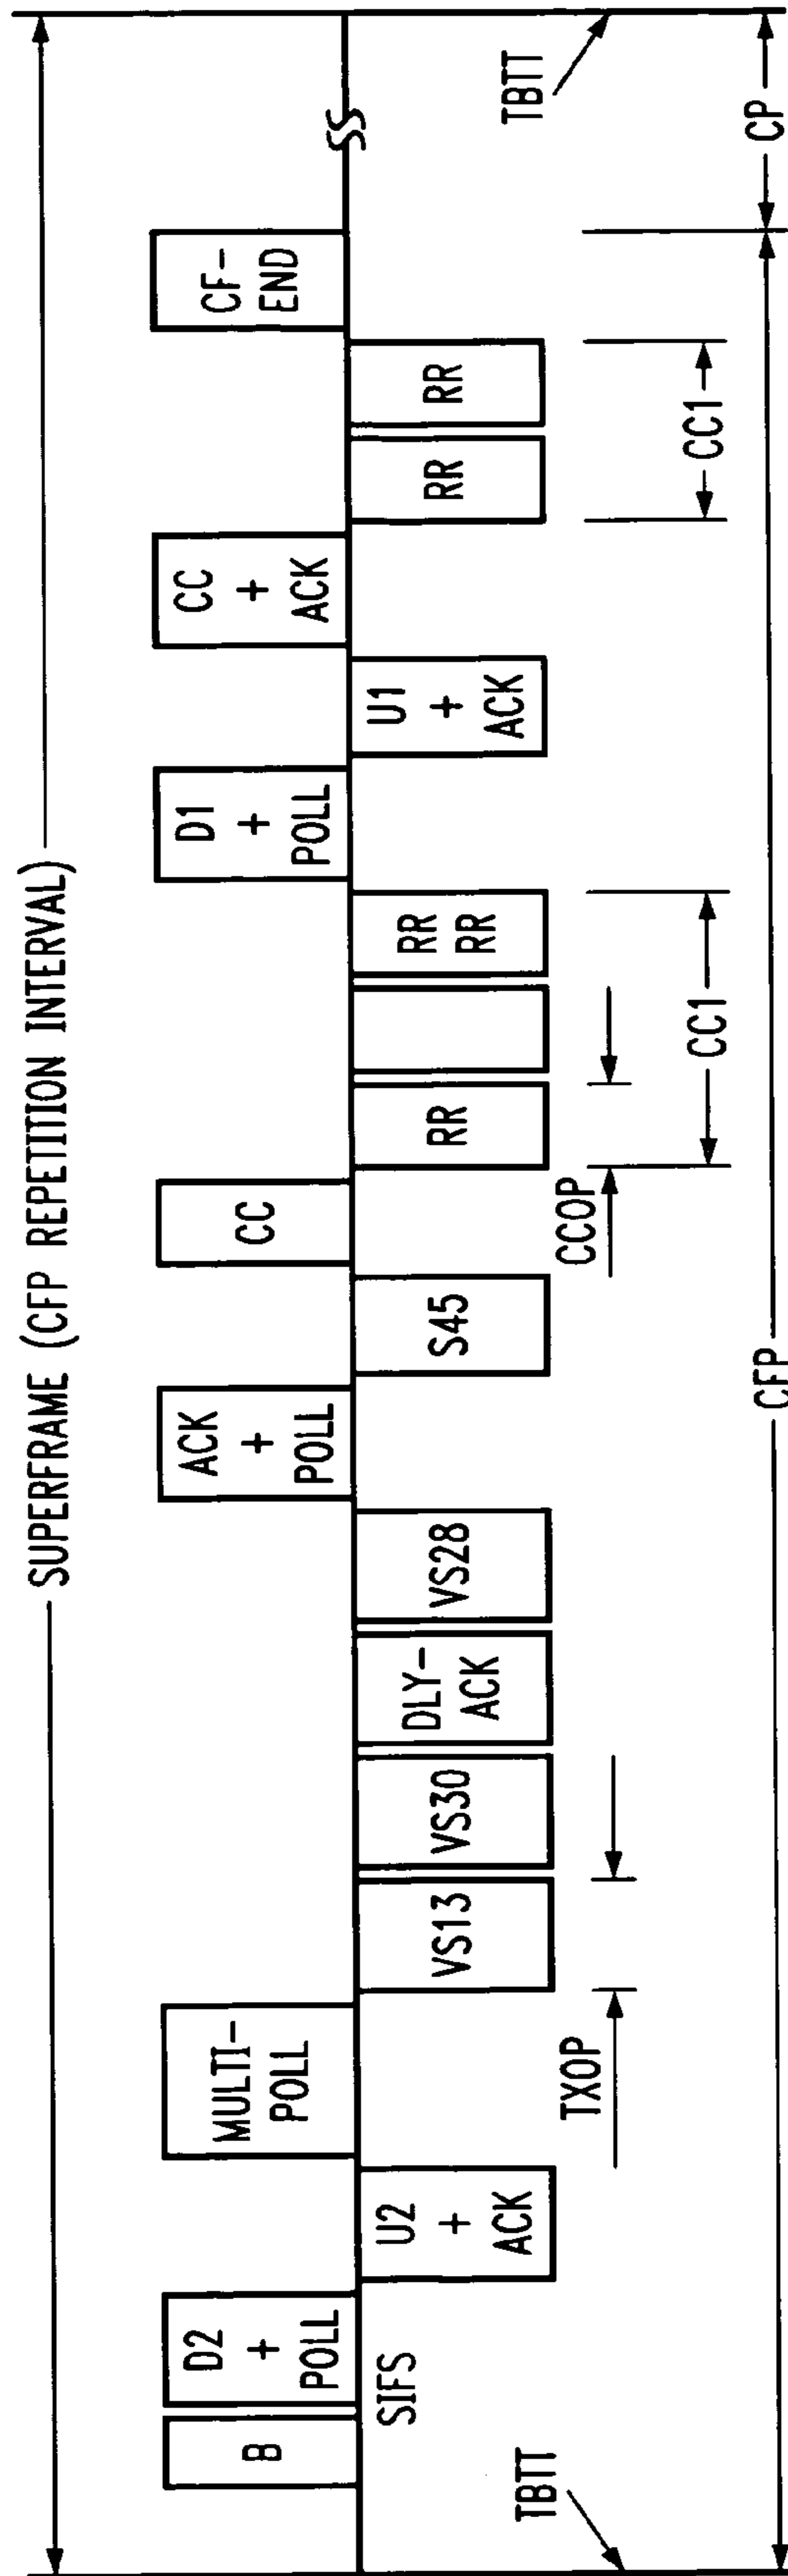 SUPERFRAME (CFP REPETITION INTERVAL)
B
D2
+
POLL
MULTI-
POLL
ACK
+
POLL
CC
D1
+
POLL
CC
+
ACK
CF-
END
SIFS
U2
+
ACK
VS13
VS30
DLY-
ACK
VS28
S45
RR
RR
RR
U1
+
ACK
RR
RR
TBTT
TXOP
CCOP
CC1
CC1
TBTT
CFP
CP